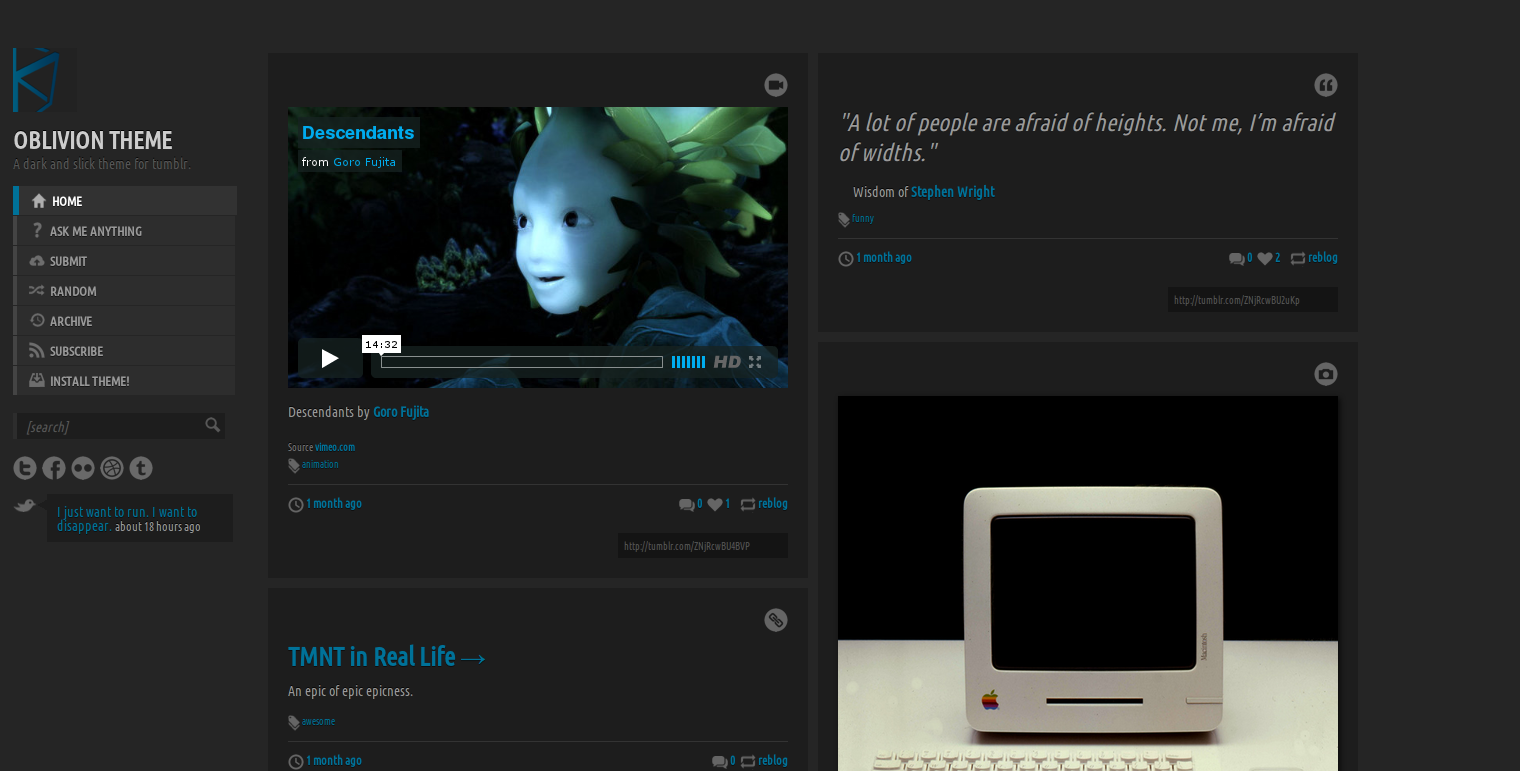 OBLIVION THEME
A dark and slick theme for tumblr.
HOME
ASK ME ANYTHING
SUBMIT
RANDOM
ARCHIVE
SUBSCRIBE
INSTALL THEME!
[search]
I just want to run. I want to
disappear. about 18 hours ago
Descendants
from Goro Fujita
14:32
HD
Descendants by Goro Fujita
Source vimeo.com
animation
1 month ago 0 1 reblog
http://tumblr.com/ZNjRcwBU4BVP
TMNT in Real Life →
An epic of epic epicness.
awesome
1 month ago 0 reblog
"A lot of people are afraid of heights. Not me, I’m afraid
of widths."
Wisdom of Stephen Wright
funny
1 month ago 0 2 reblog
http://tumblr.com/ZNjRcwBU2uKp
Macintosh